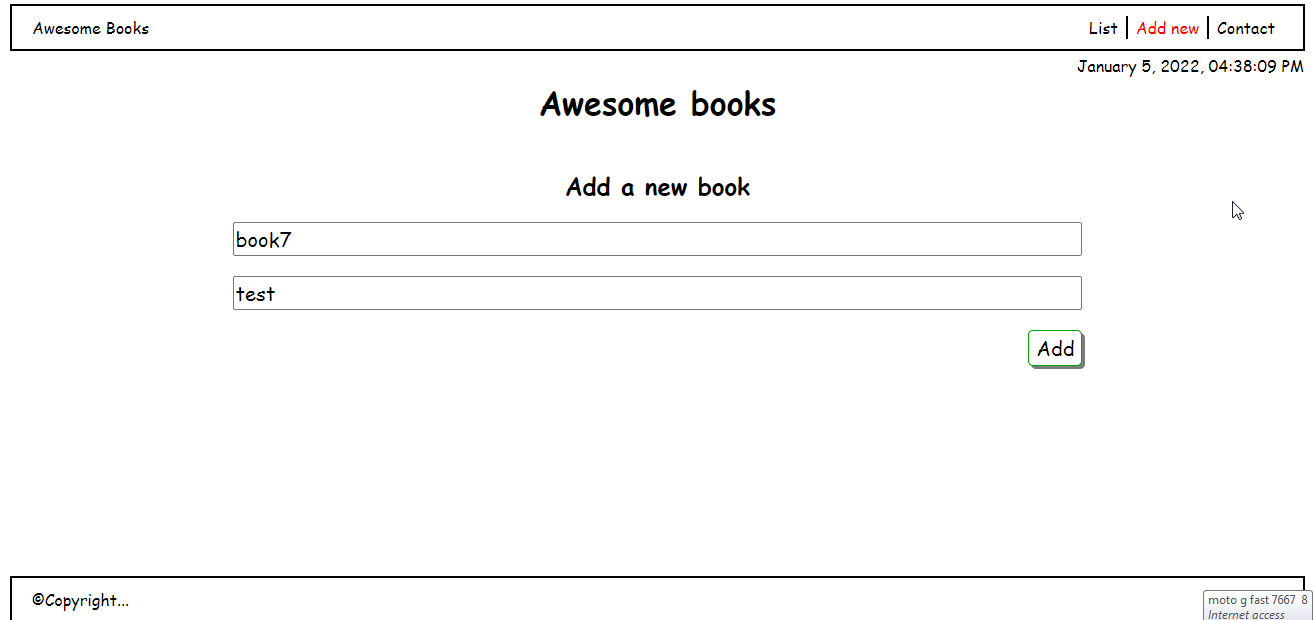 Awesome Books
List
Add new
Contact
January 5, 2022, 04:38:09 PM
Awesome books
Add a new book
book7
test
Add
©Copyright...
moto g fast 7667 8
Internet access